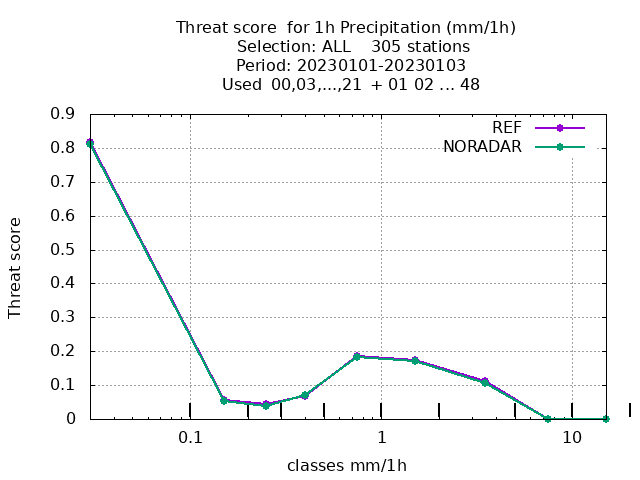 Threat score  for 1h Precipitation (mm/1h)
Selection: ALL    305 stations
Period: 20230101-20230103
Used  00,03,...,21  + 01 02 ... 48
REF
NORADAR
0.9
0.8
0.7
0.6
0.5
0.4
0.3
0.2
0.1
0
Threat score
0.1 1 10
classes mm/1h